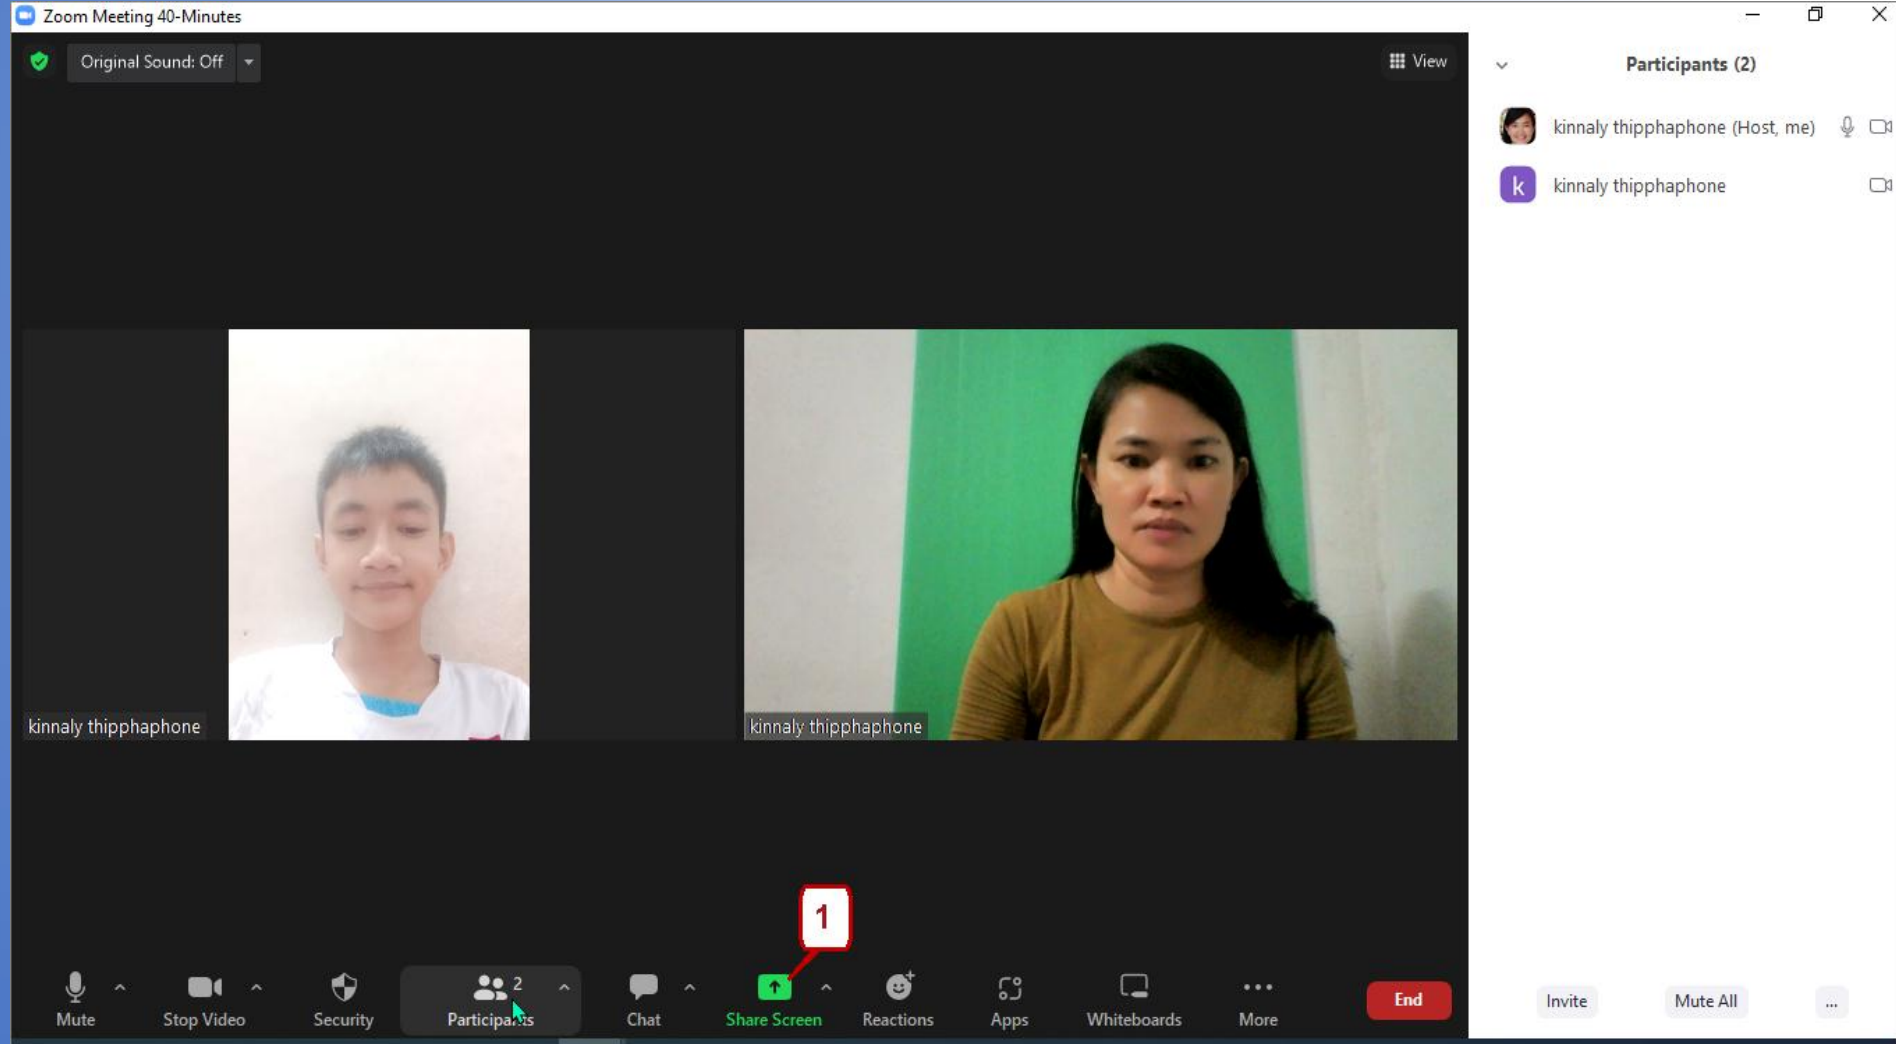 Zoom Meeting 40-Minutes
Original Sound: Off
View
Participants (2)
kinnaly thipphaphone (Host, me)
k
kinnaly thipphaphone
kinnaly thipphaphone
kinnaly thipphaphone
1
2
Mute
Stop Video
Security
Participants
Chat
Share Screen
Reactions
Apps
Whiteboards
More
End
Invite
Mute All
...